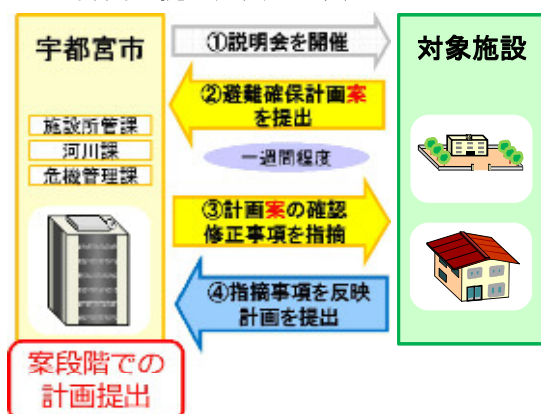 宇都宮市
施設所管課
河川課
危機管理課
①説明会を開催
②避難確保計画案
を提出
一週間程度
③計画案の確認
修正事項を指摘
④指摘事項を反映
計画を提出
対象施設
案段階での
計画提出